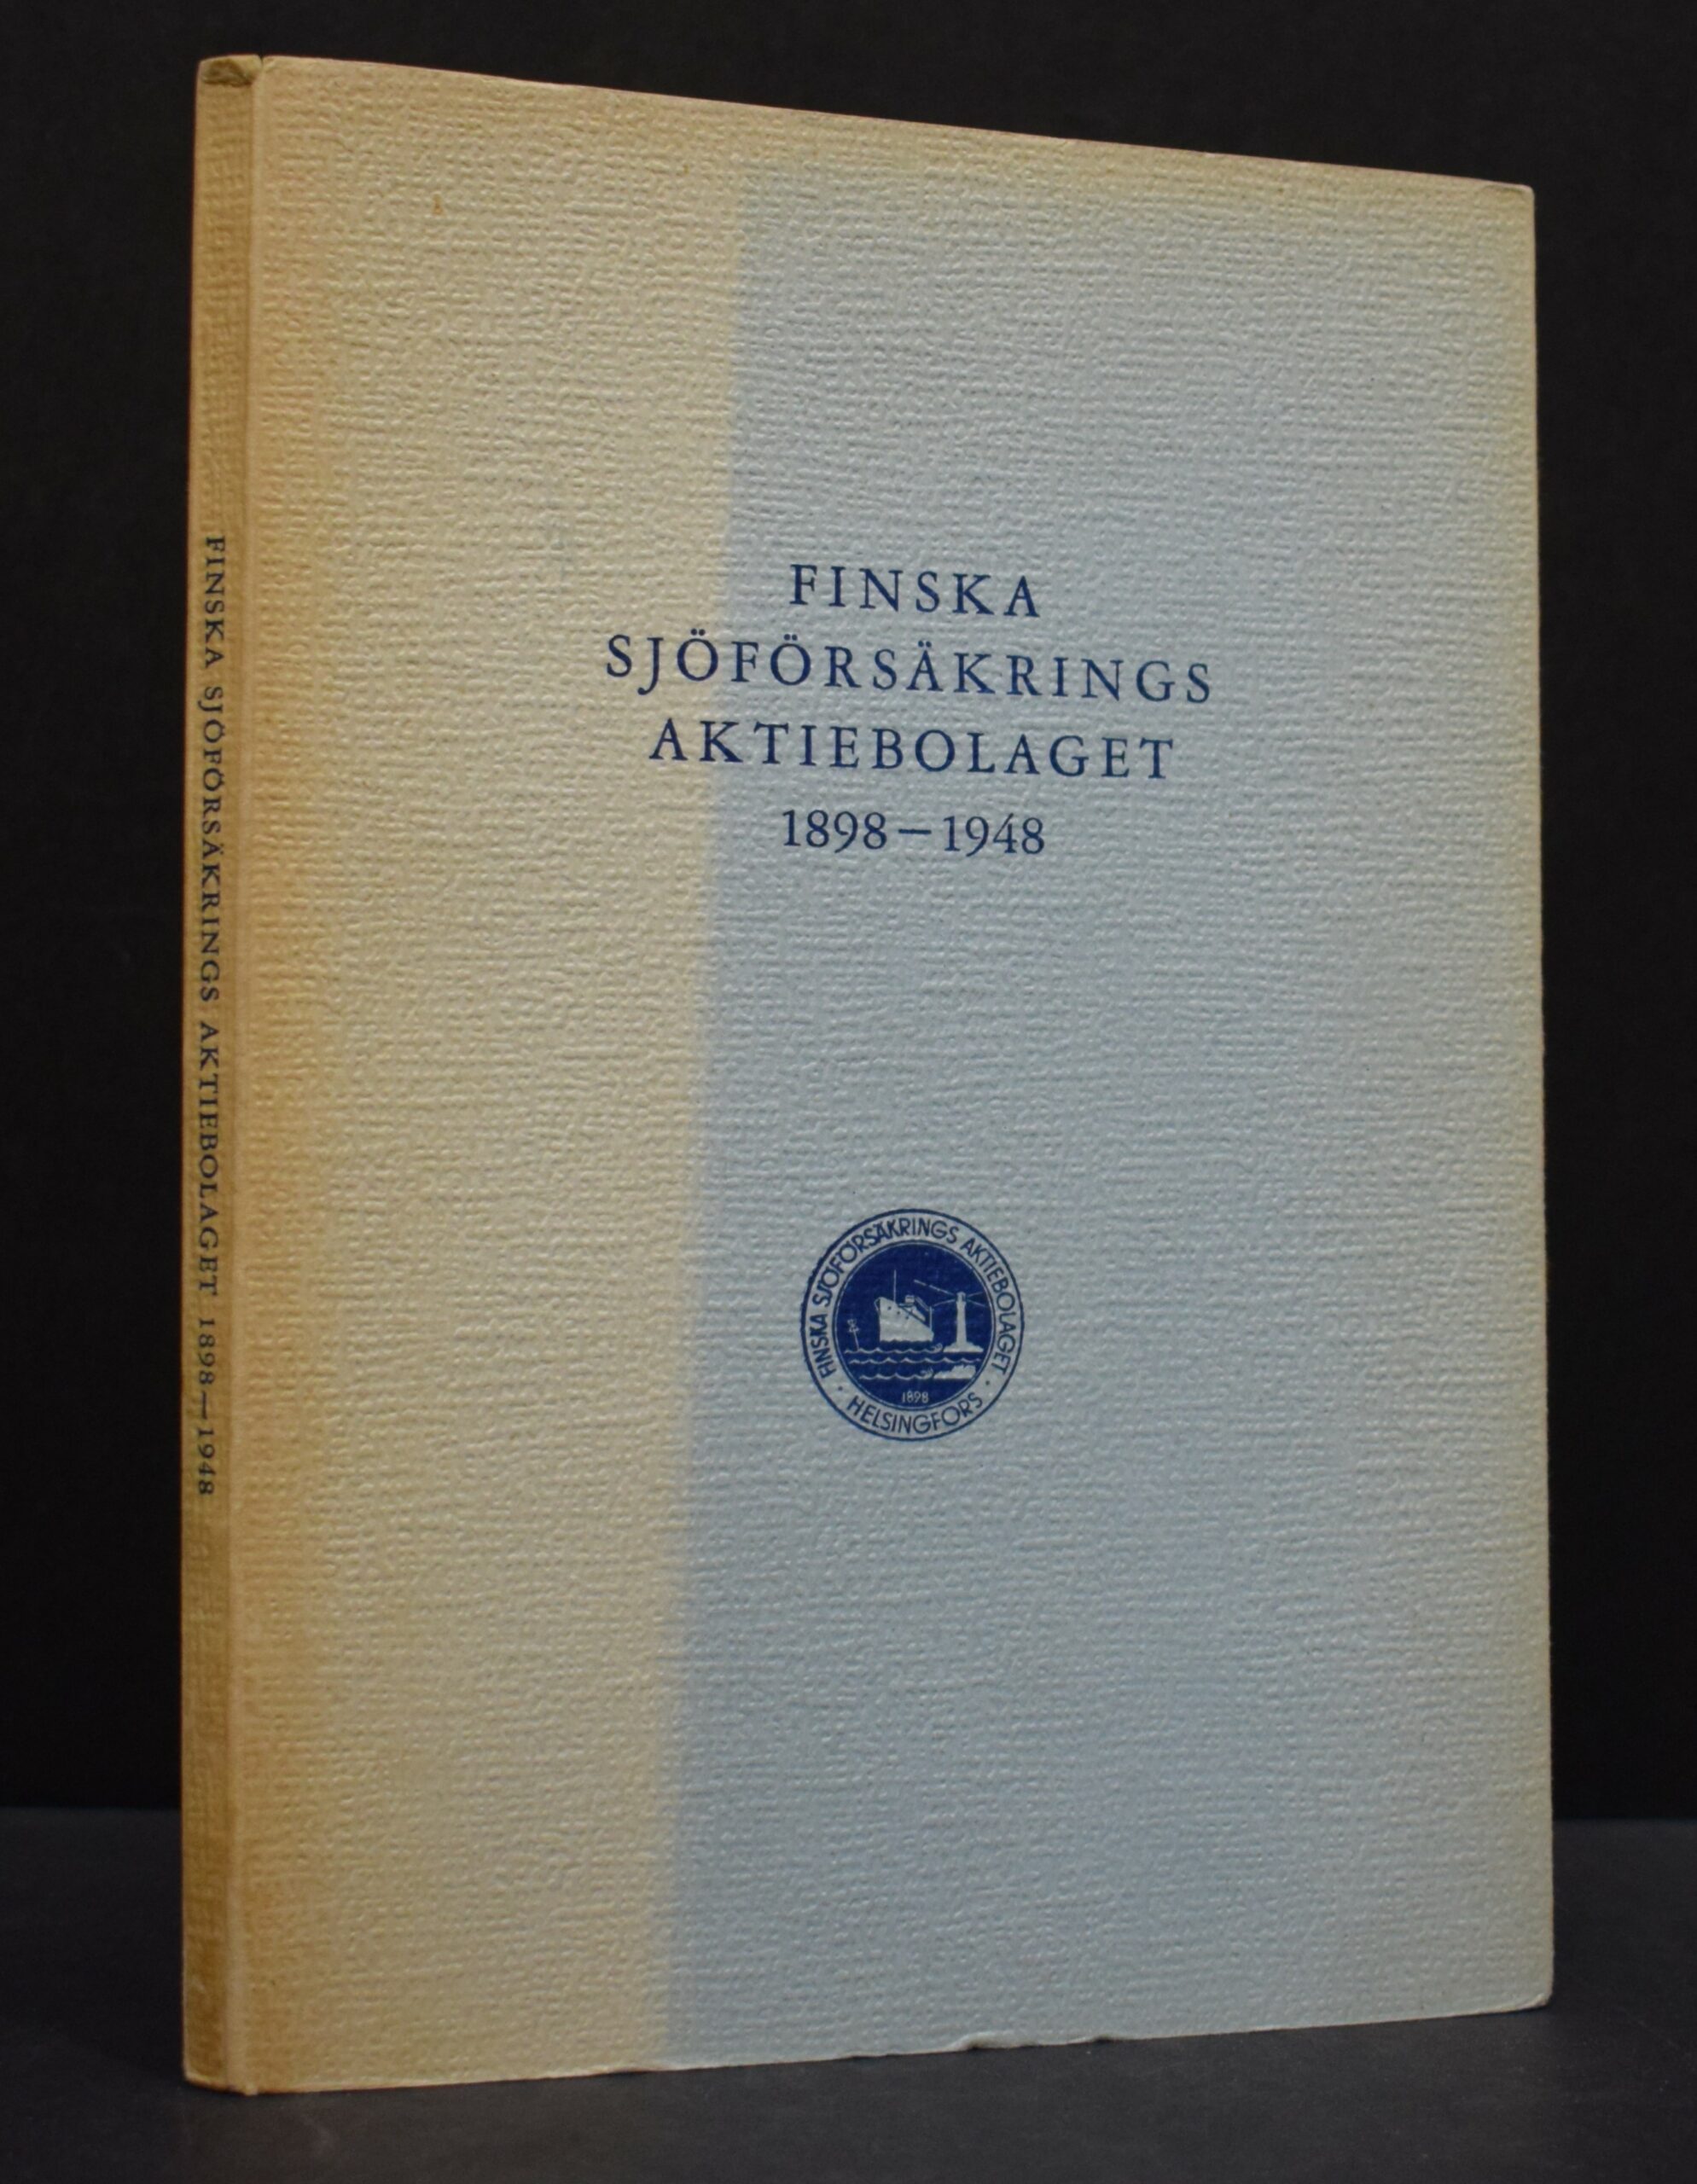 FINSKA SJÖFÖRSÄKRINGS AKTIEBOLAGET 1898—1948
FINSKA
SJÖFÖRSÄKRINGS
AKTIEBOLAGET
1898–1948
FINSKA SJÖFÖRSÄKRINGS AKTIEBOLAGET
1898
· HELSINGFORS ·